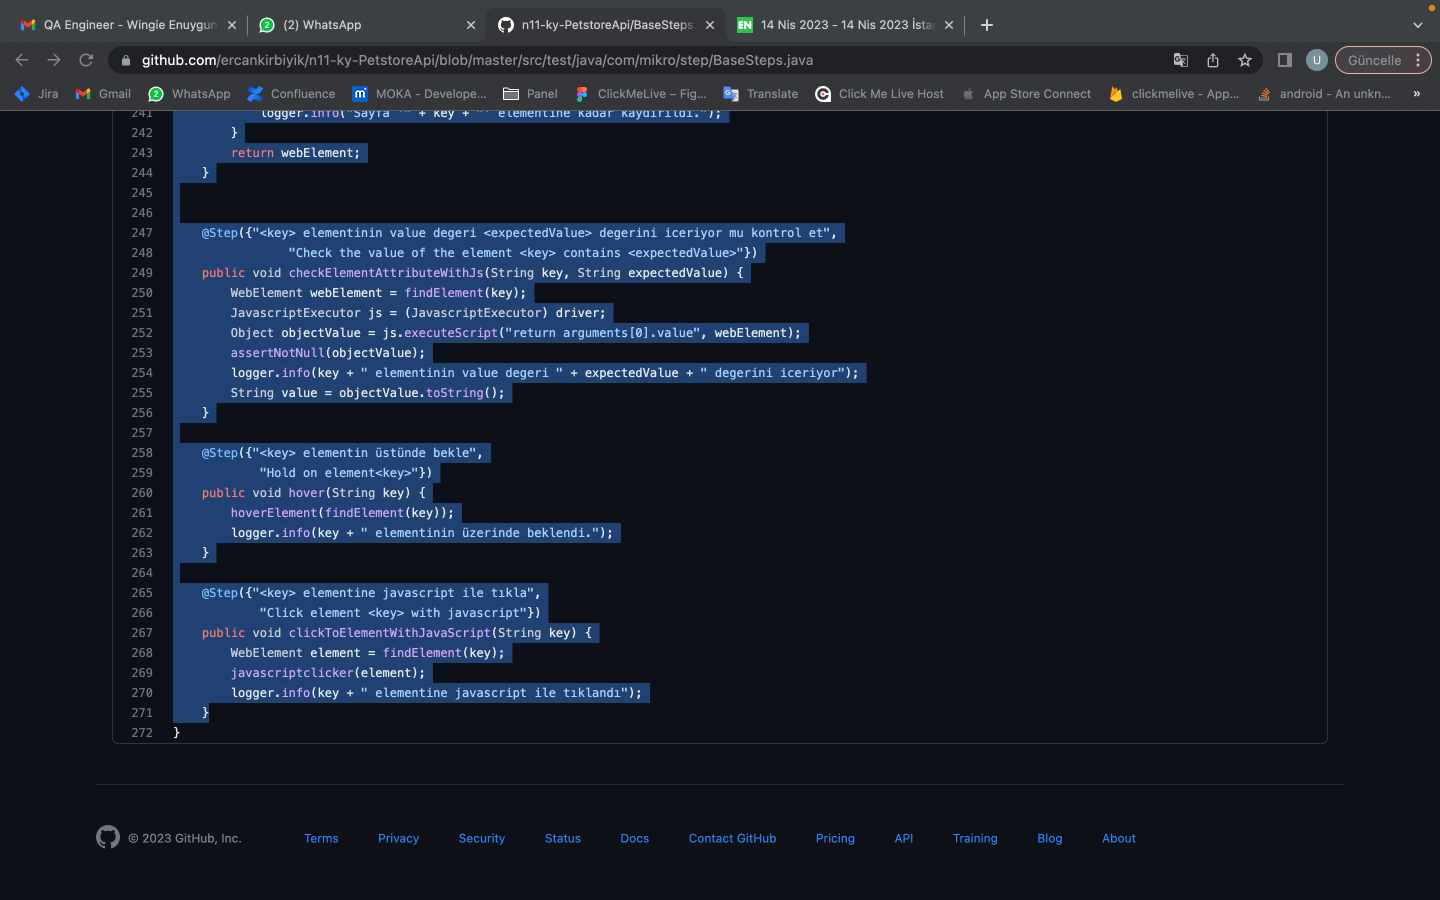 QA Engineer - Wingie Enuygun
(2) WhatsApp
n11-ky-PetstoreApi/BaseSteps.
14 Nis 2023 - 14 Nis 2023 İsta
github.com/ercankirbiyik/n11-ky-PetstoreApi/blob/master/src/test/java/com/mikro/step/BaseSteps.java
U
Güncelle
Jira
Gmail
WhatsApp
Confluence
MOKA - Develope...
Panel
ClickMeLive – Fig...
Translate
Click Me Live Host
App Store Connect
clickmelive - App...
android - An unkn...
»
241 logger.info("Sayfa '" + key + "' elementine kadar kaydırıldı.");
242 }
243 return webElement;
244 }
245
246
247 @Step({"<key> elementinin value degeri <expectedValue> degerini iceriyor mu kontrol et",
248 "Check the value of the element <key> contains <expectedValue>"})
249 public void checkElementAttributeWithJs(String key, String expectedValue) {
250 WebElement webElement = findElement(key);
251 JavascriptExecutor js = (JavascriptExecutor) driver;
252 Object objectValue = js.executeScript("return arguments[0].value", webElement);
253 assertNotNull(objectValue);
254 logger.info(key + " elementinin value degeri " + expectedValue + " degerini iceriyor");
255 String value = objectValue.toString();
256 }
257
258 @Step({"<key> elementin üstünde bekle",
259 "Hold on element<key>"})
260 public void hover(String key) {
261 hoverElement(findElement(key));
262 logger.info(key + " elementinin üzerinde beklendi.");
263 }
264
265 @Step({"<key> elementine javascript ile tıkla",
266 "Click element <key> with javascript"})
267 public void clickToElementWithJavaScript(String key) {
268 WebElement element = findElement(key);
269 javascriptclicker(element);
270 logger.info(key + " elementine javascript ile tıklandı");
271 }
272 }
© 2023 GitHub, Inc.
Terms
Privacy
Security
Status
Docs
Contact GitHub
Pricing
API
Training
Blog
About